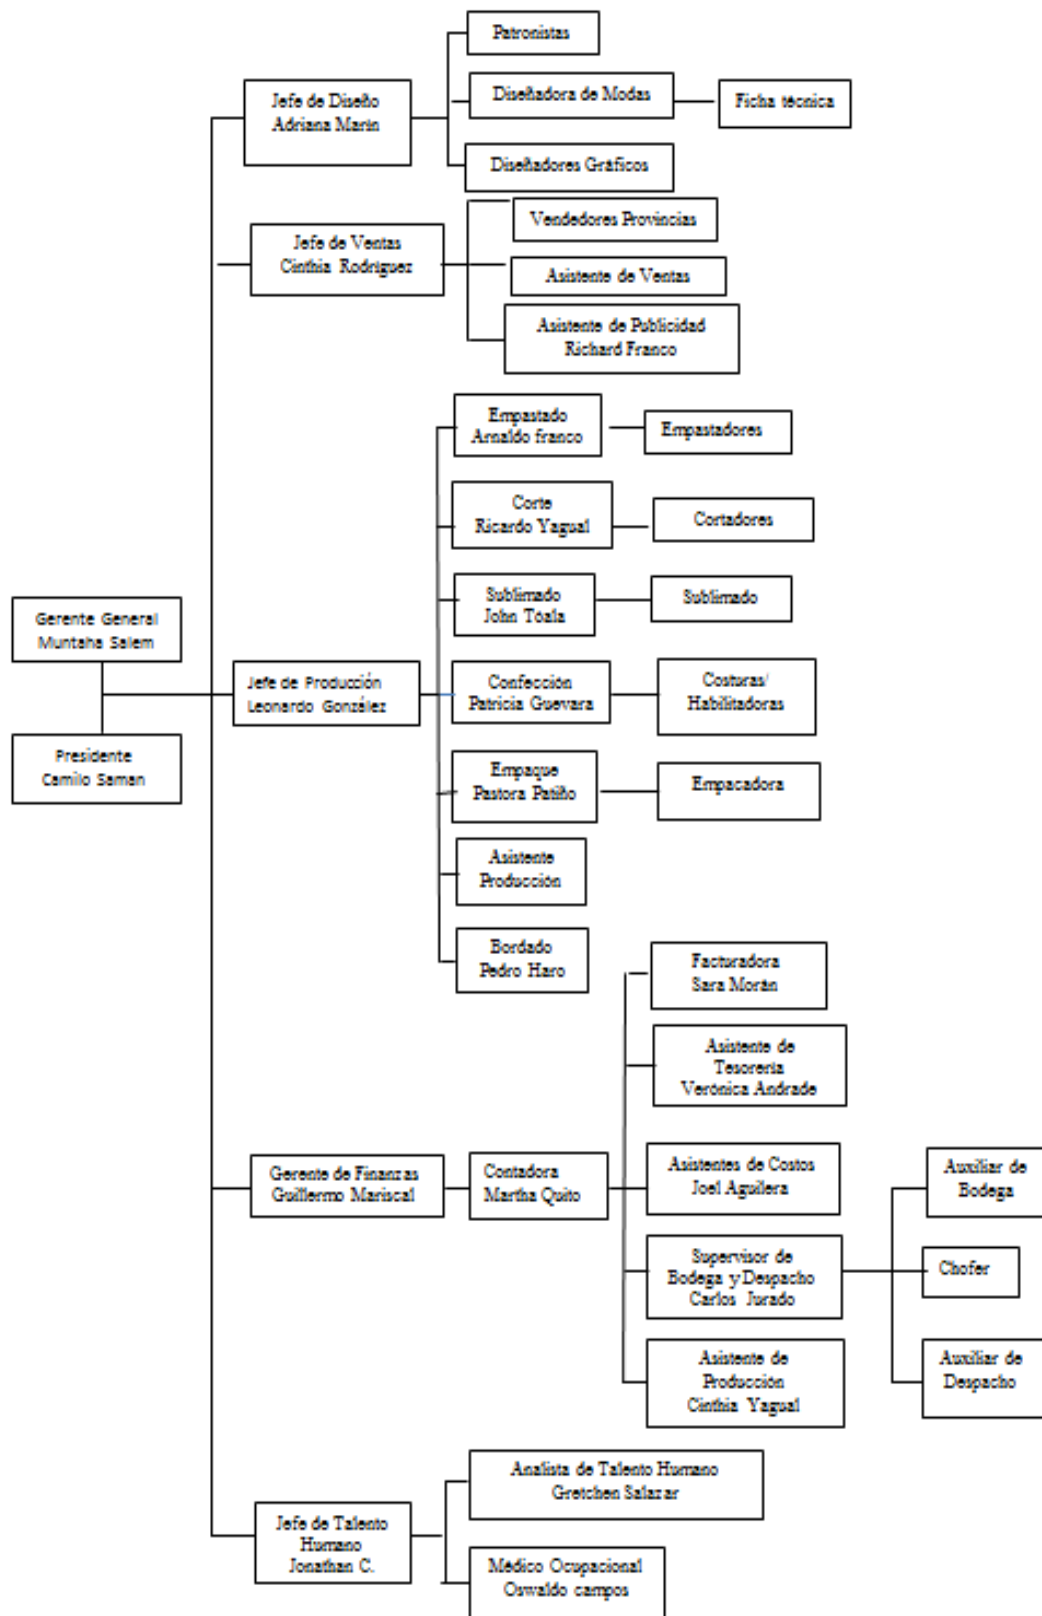 Patronistas
Jefe de Diseño
Adriana Marín
Diseñadora de Modas
Ficha técnica
Diseñadores Gráficos
Vendedores Provincias
Jefe de Ventas
Cinthia Rodríguez
Asistente de Ventas
Asistente de Publicidad
Richard Franco
Empastado
Arnaldo franco
Empastadores
Corte
Ricardo Yagual
Cortadores
Sublimado
John Tóala
Sublimado
Gerente General
Muntaha Salem
Jefe de Producción
Leonardo González
Confección
Patricia Guevara
Costuras/
Habilitadoras
Presidente
Camilo Saman
Empaque
Pastora Patiño
Empacadora
Asistente
Producción
Bordado
Pedro Haro
Facturadora
Sara Morán
Asistente de
Tesorería
Verónica Andrade
Gerente de Finanzas
Guillermo Mariscal
Contadora
Martha Quito
Asistentes de Costos
Joel Aguilera
Auxiliar de
Bodega
Supervisor de
Bodega y Despacho
Carlos Jurado
Chofer
Asistente de
Producción
Cinthia Yagual
Auxiliar de
Despacho
Analista de Talento Humano
Gretchen Salazar
Jefe de Talento
Humano
Jonathan C.
Médico Ocupacional
Oswaldo campos